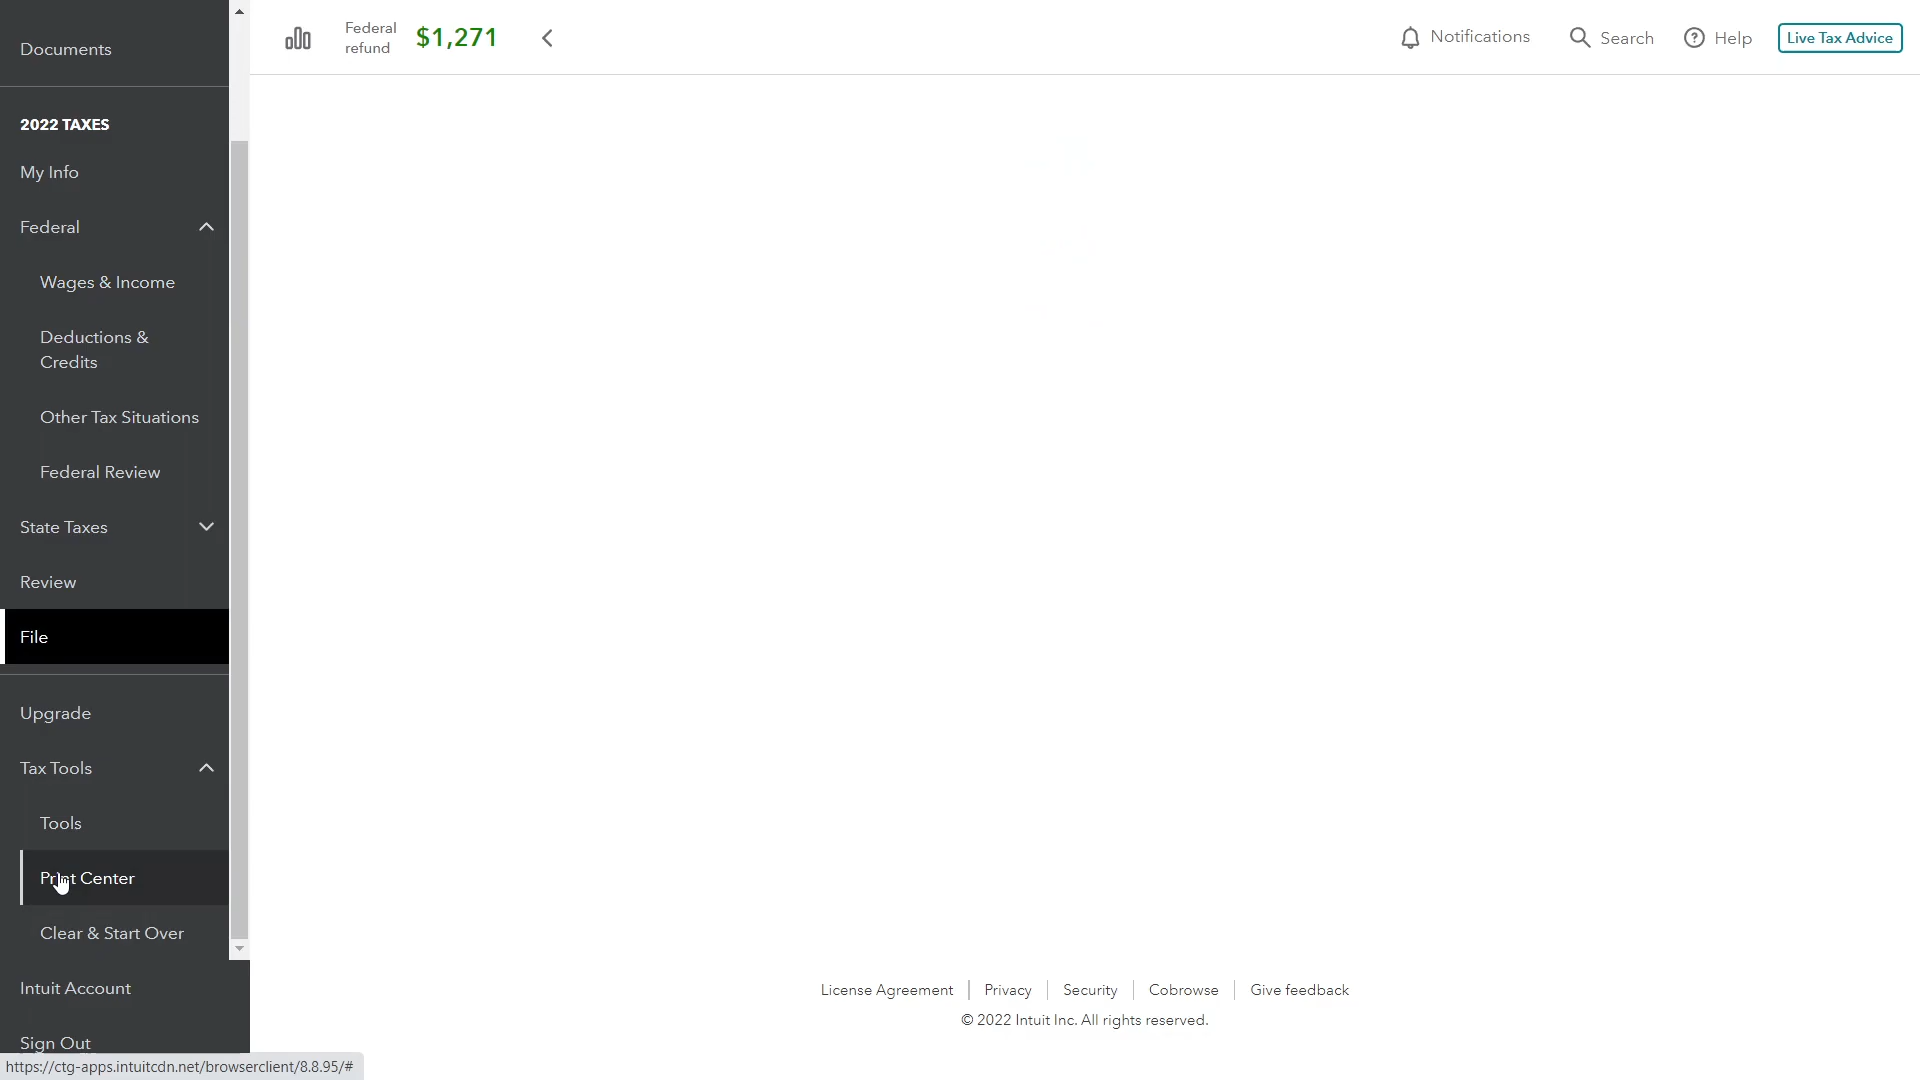 Documents
2022 TAXES
My Info
Federal
Wages & Income
Deductions &
Credits
Other Tax Situations
Federal Review
State Taxes
Review
File
Upgrade
Tax Tools
Tools
Print Center
Clear & Start Over
Intuit Account
Sign Out
https://ctg-apps.intuitcdn.net/browserclient/8.8.95/#
Federal
refund
$1,271
Notifications
Search
Help
Live Tax Advice
License Agreement
Privacy
Security
Cobrowse
Give feedback
© 2022 Intuit Inc. All rights reserved.